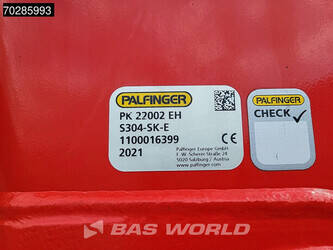 70285993
PALFINGER
PK 22002 EH
S304-SK-E
1100016399
2021
Palfinger Europe GmbH
F. W. Scherer Straße 24
5020 Salzburg / Austria
www.palfinger.com
CE
PALFINGER
CHECK
BAS WORLD